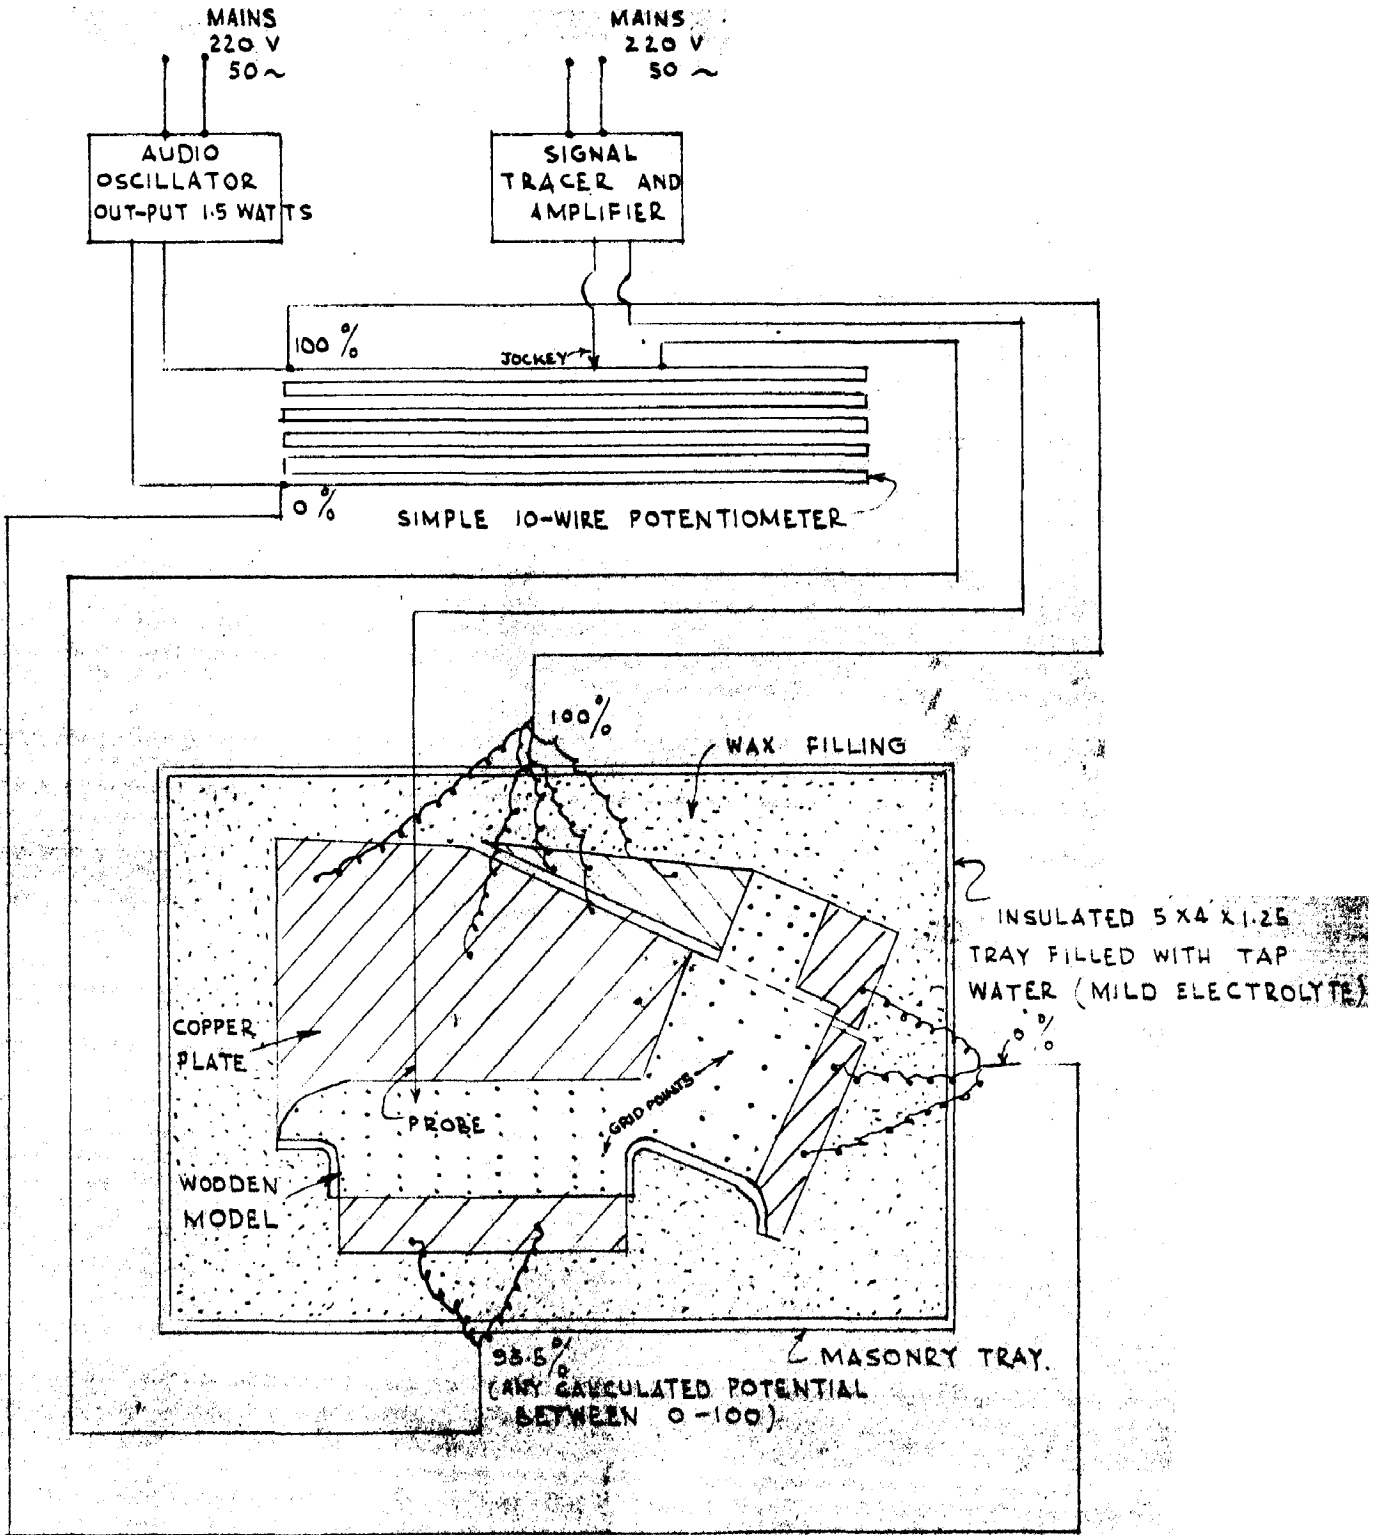 MAINS
220 V
50 ~
MAINS
220 V
50 ~
AUDIO
OSCILLATOR
OUT-PUT 1.5 WATTS
SIGNAL
TRACER AND
AMPLIFIER
100 %
JOCKEY
0 %
SIMPLE 10-WIRE POTENTIOMETER
100 %
WAX FILLING
INSULATED 5 X 4 X 1.25
TRAY FILLED WITH TAP
WATER (MILD ELECTROLYTE)
0 %
COPPER
PLATE
GRID POINTS
PROBE
WOODEN
MODEL
93.5 %
(ANY CALCULATED POTENTIAL
BETWEEN 0 -100)
MASONRY TRAY.